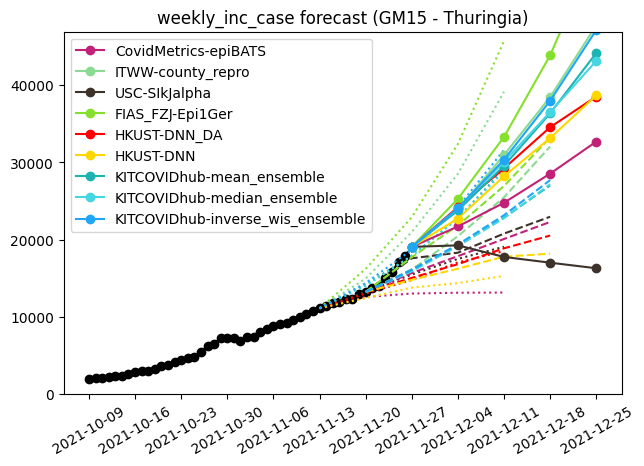 weekly_inc_case forecast (GM15 - Thuringia)
CovidMetrics-epiBATS
ITWW-county_repro
USC-SIkJalpha
FIAS_FZJ-Epi1Ger
HKUST-DNN_DA
HKUST-DNN
KITCOVIDhub-mean_ensemble
KITCOVIDhub-median_ensemble
KITCOVIDhub-inverse_wis_ensemble
40000
30000
20000
10000
0
2021-10-09
2021-10-16
2021-10-23
2021-10-30
2021-11-06
2021-11-13
2021-11-20
2021-11-27
2021-12-04
2021-12-11
2021-12-18
2021-12-25